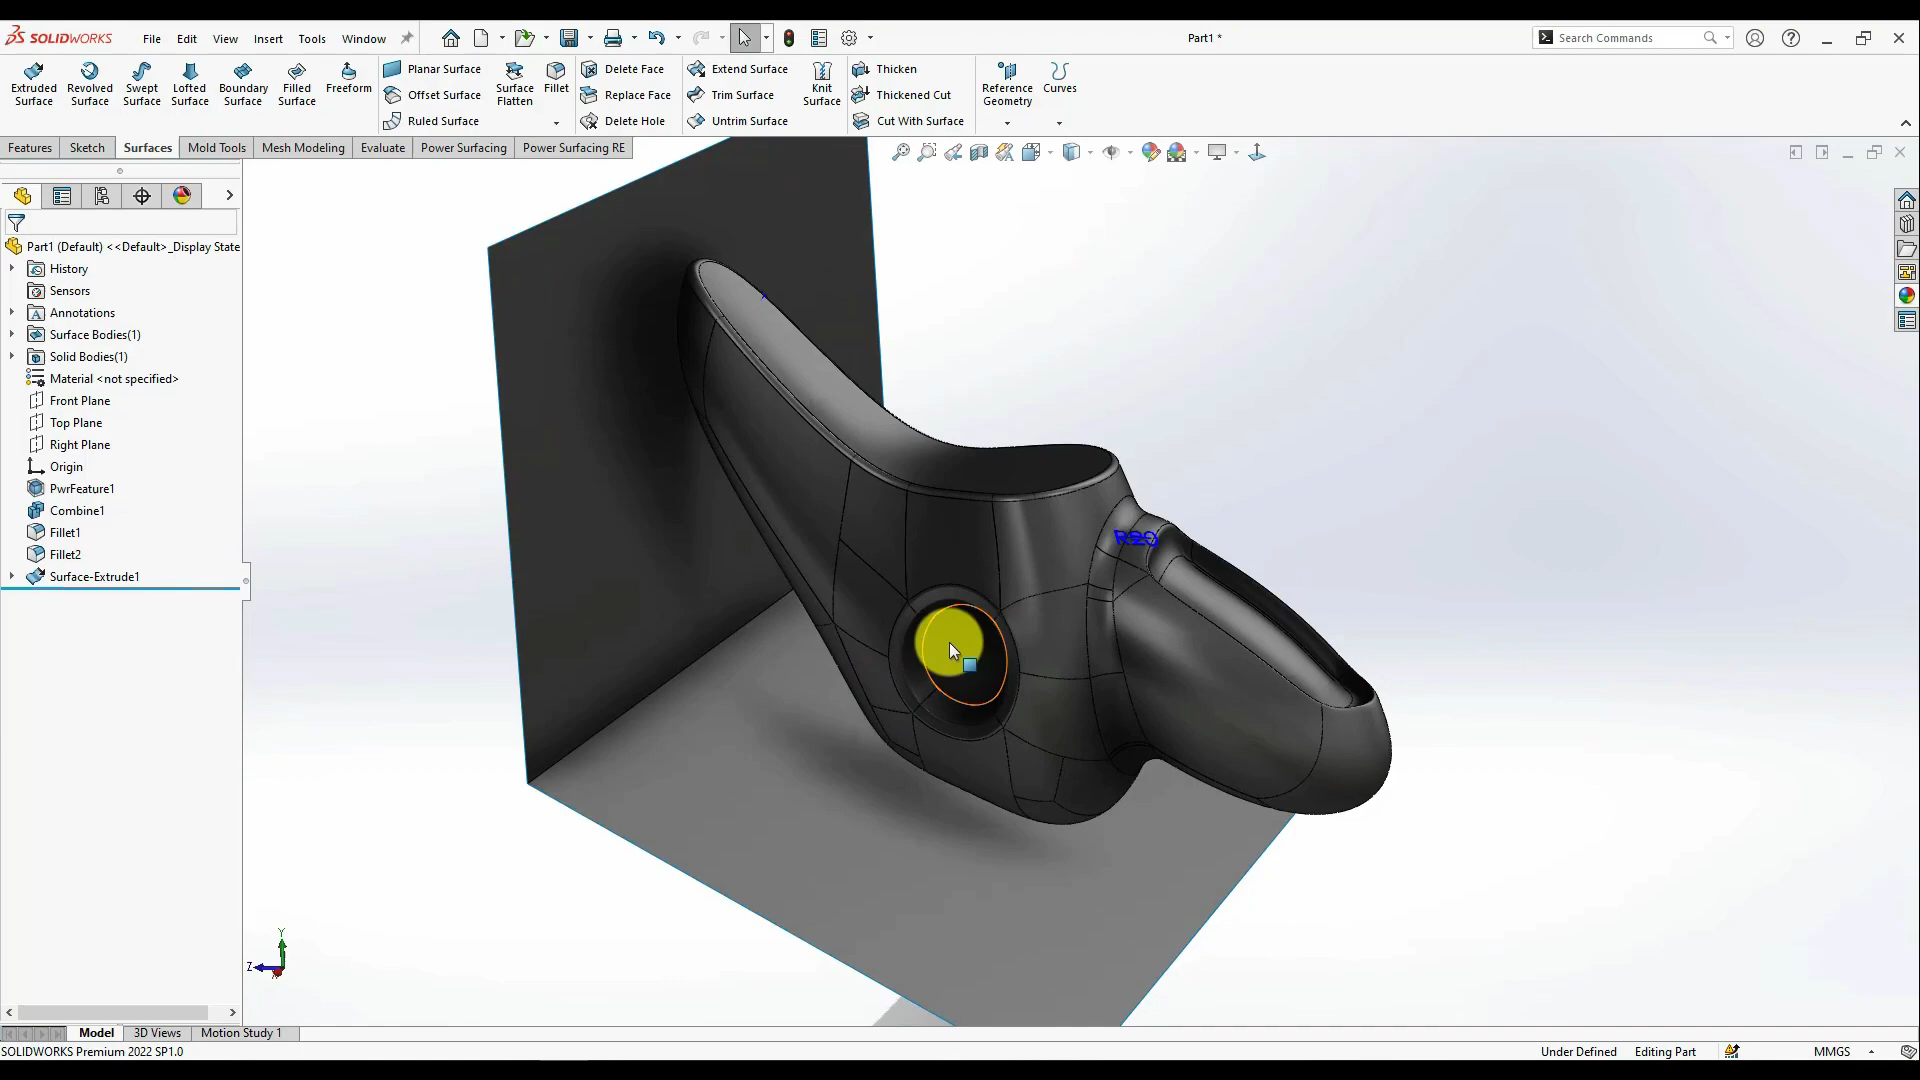 SOLIDWORKS File Edit View Insert Tools Window Part1 * Search Commands
Extruded Surface
Revolved Surface
Swept Surface
Lofted Surface
Boundary Surface
Filled Surface
Freeform
Planar Surface
Offset Surface
Ruled Surface
Surface Flatten
Fillet
Delete Face
Replace Face
Delete Hole
Extend Surface
Trim Surface
Untrim Surface
Knit Surface
Thicken
Thickened Cut
Cut With Surface
Reference Geometry
Curves
Features Sketch Surfaces Mold Tools Mesh Modeling Evaluate Power Surfacing Power Surfacing RE
Part1 (Default) <<Default>_Display State
History
Sensors
Annotations
Surface Bodies(1)
Solid Bodies(1)
Material <not specified>
Front Plane
Top Plane
Right Plane
Origin
PwrFeature1
Combine1
Fillet1
Fillet2
Surface-Extrude1
Y
Z
Model 3D Views Motion Study 1
SOLIDWORKS Premium 2022 SP1.0 Under Defined Editing Part MMGS